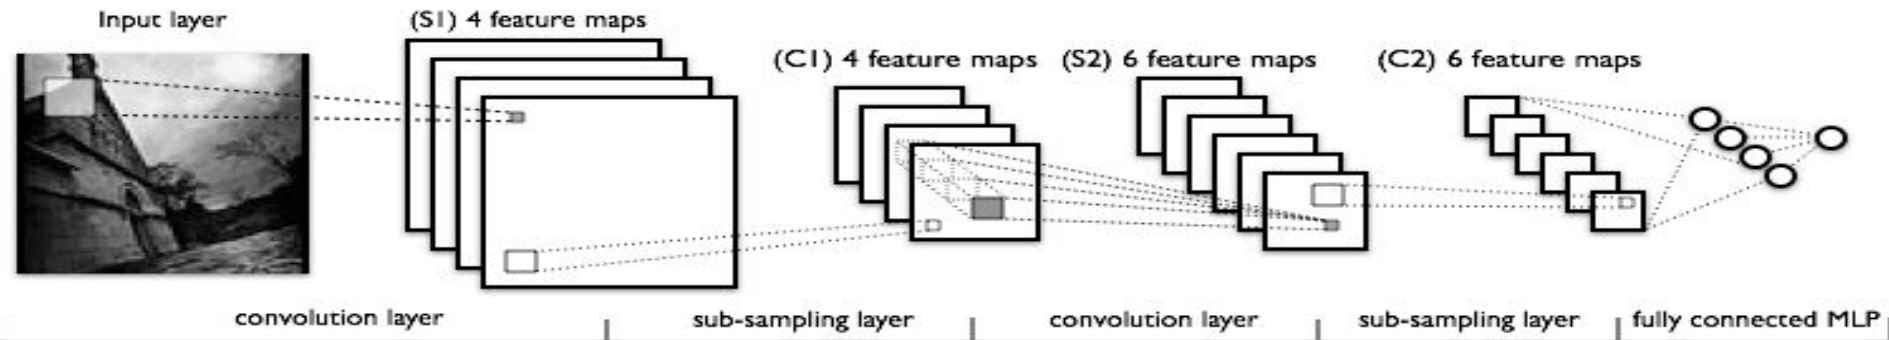 Input layer
(S1) 4 feature maps
(C1) 4 feature maps
(S2) 6 feature maps
(C2) 6 feature maps
convolution layer
sub-sampling layer
convolution layer
sub-sampling layer
fully connected MLP